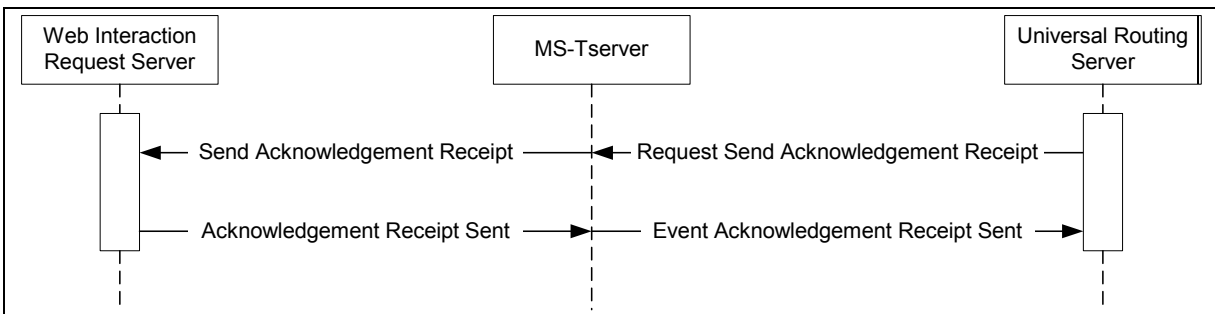 Web Interaction
Request Server
MS-Tserver
Universal Routing
Server
Send Acknowledgement Receipt
Request Send Acknowledgement Receipt
Acknowledgement Receipt Sent
Event Acknowledgement Receipt Sent